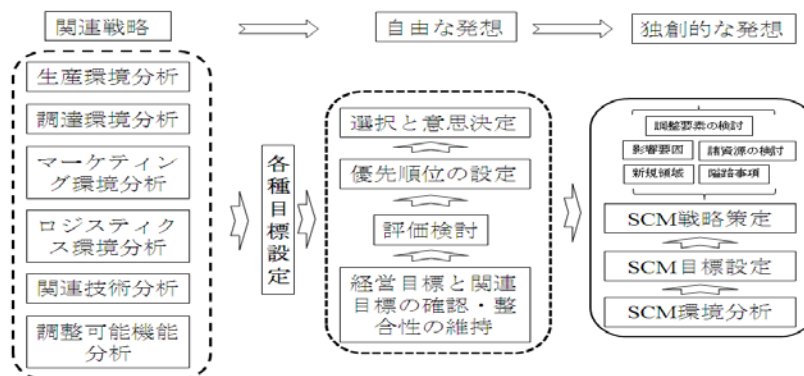 関連戦略
自由な発想
独創的な発想
生産環境分析
調達環境分析
マーケティン
グ環境分析
ロジスティク
ス環境分析
関連技術分析
調整可能機能
分析
各種目標設定
選択と意思決定
優先順位の設定
評価検討
経営目標と関連
目標の確認・整
合性の維持
調整要素の検討
影響要因
諸資源の検討
新規領域
隘路事項
SCM戦略策定
SCM目標設定
SCM環境分析